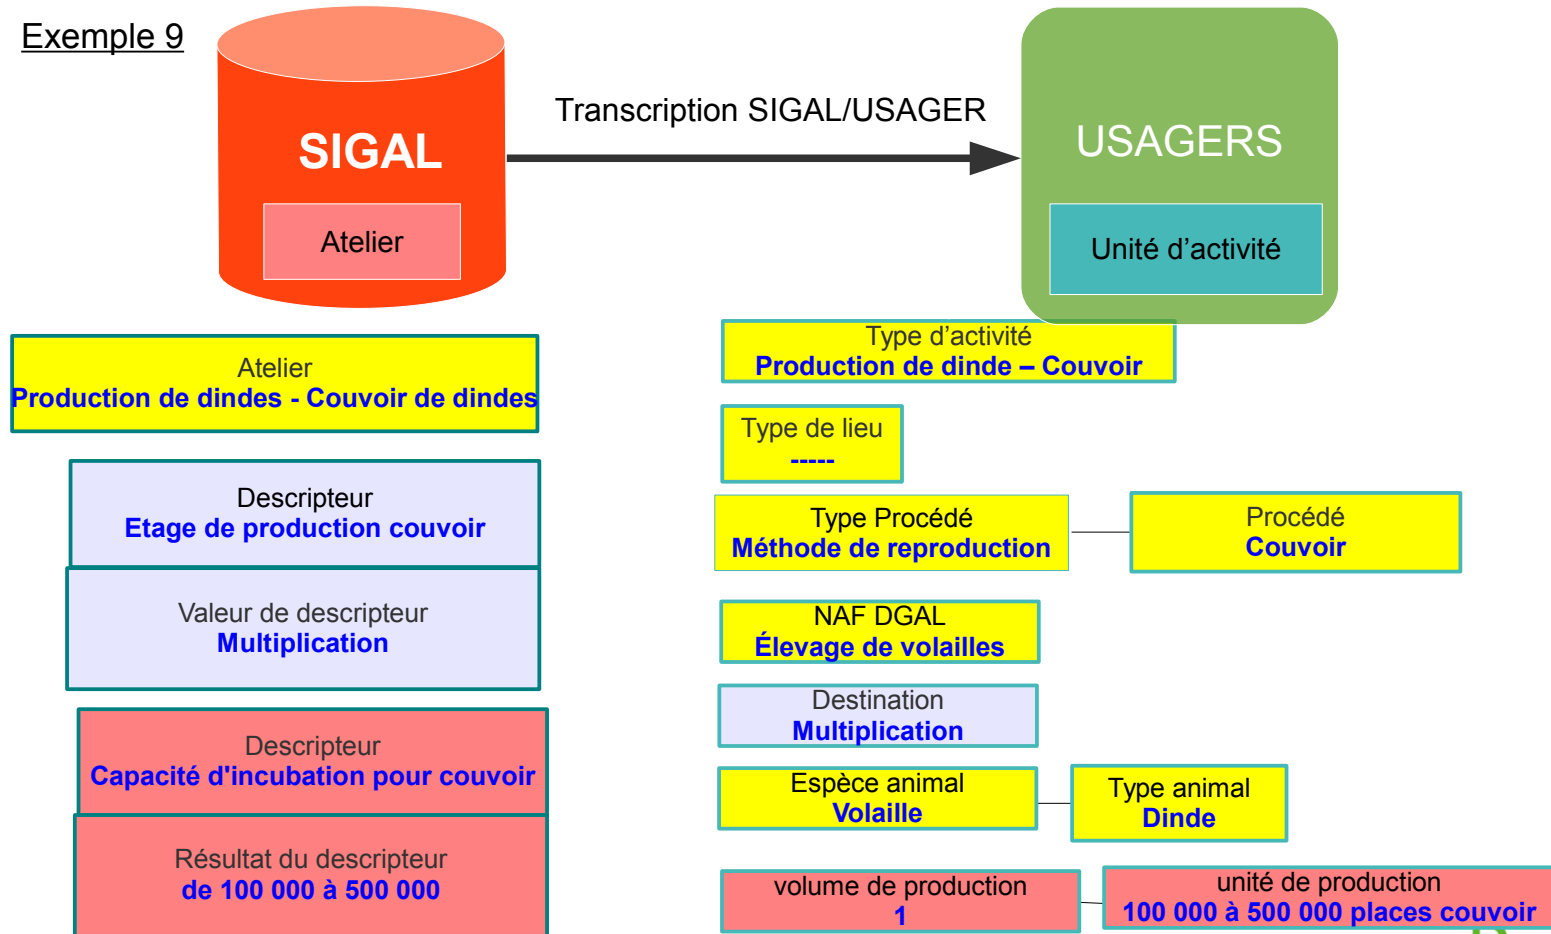 Exemple 9
SIGAL
Atelier
Transcription SIGAL/USAGER
USAGERS
Unité d’activité
Atelier
Production de dindes - Couvoir de dindes
Descripteur
Etage de production couvoir
Valeur de descripteur
Multiplication
Descripteur
Capacité d'incubation pour couvoir
Résultat du descripteur
de 100 000 à 500 000
Type d’activité
Production de dinde – Couvoir
Type de lieu
-----
Type Procédé
Méthode de reproduction
Procédé
Couvoir
NAF DGAL
Élevage de volailles
Destination
Multiplication
Espèce animal
Volaille
Type animal
Dinde
volume de production
1
unité de production
100 000 à 500 000 places couvoir